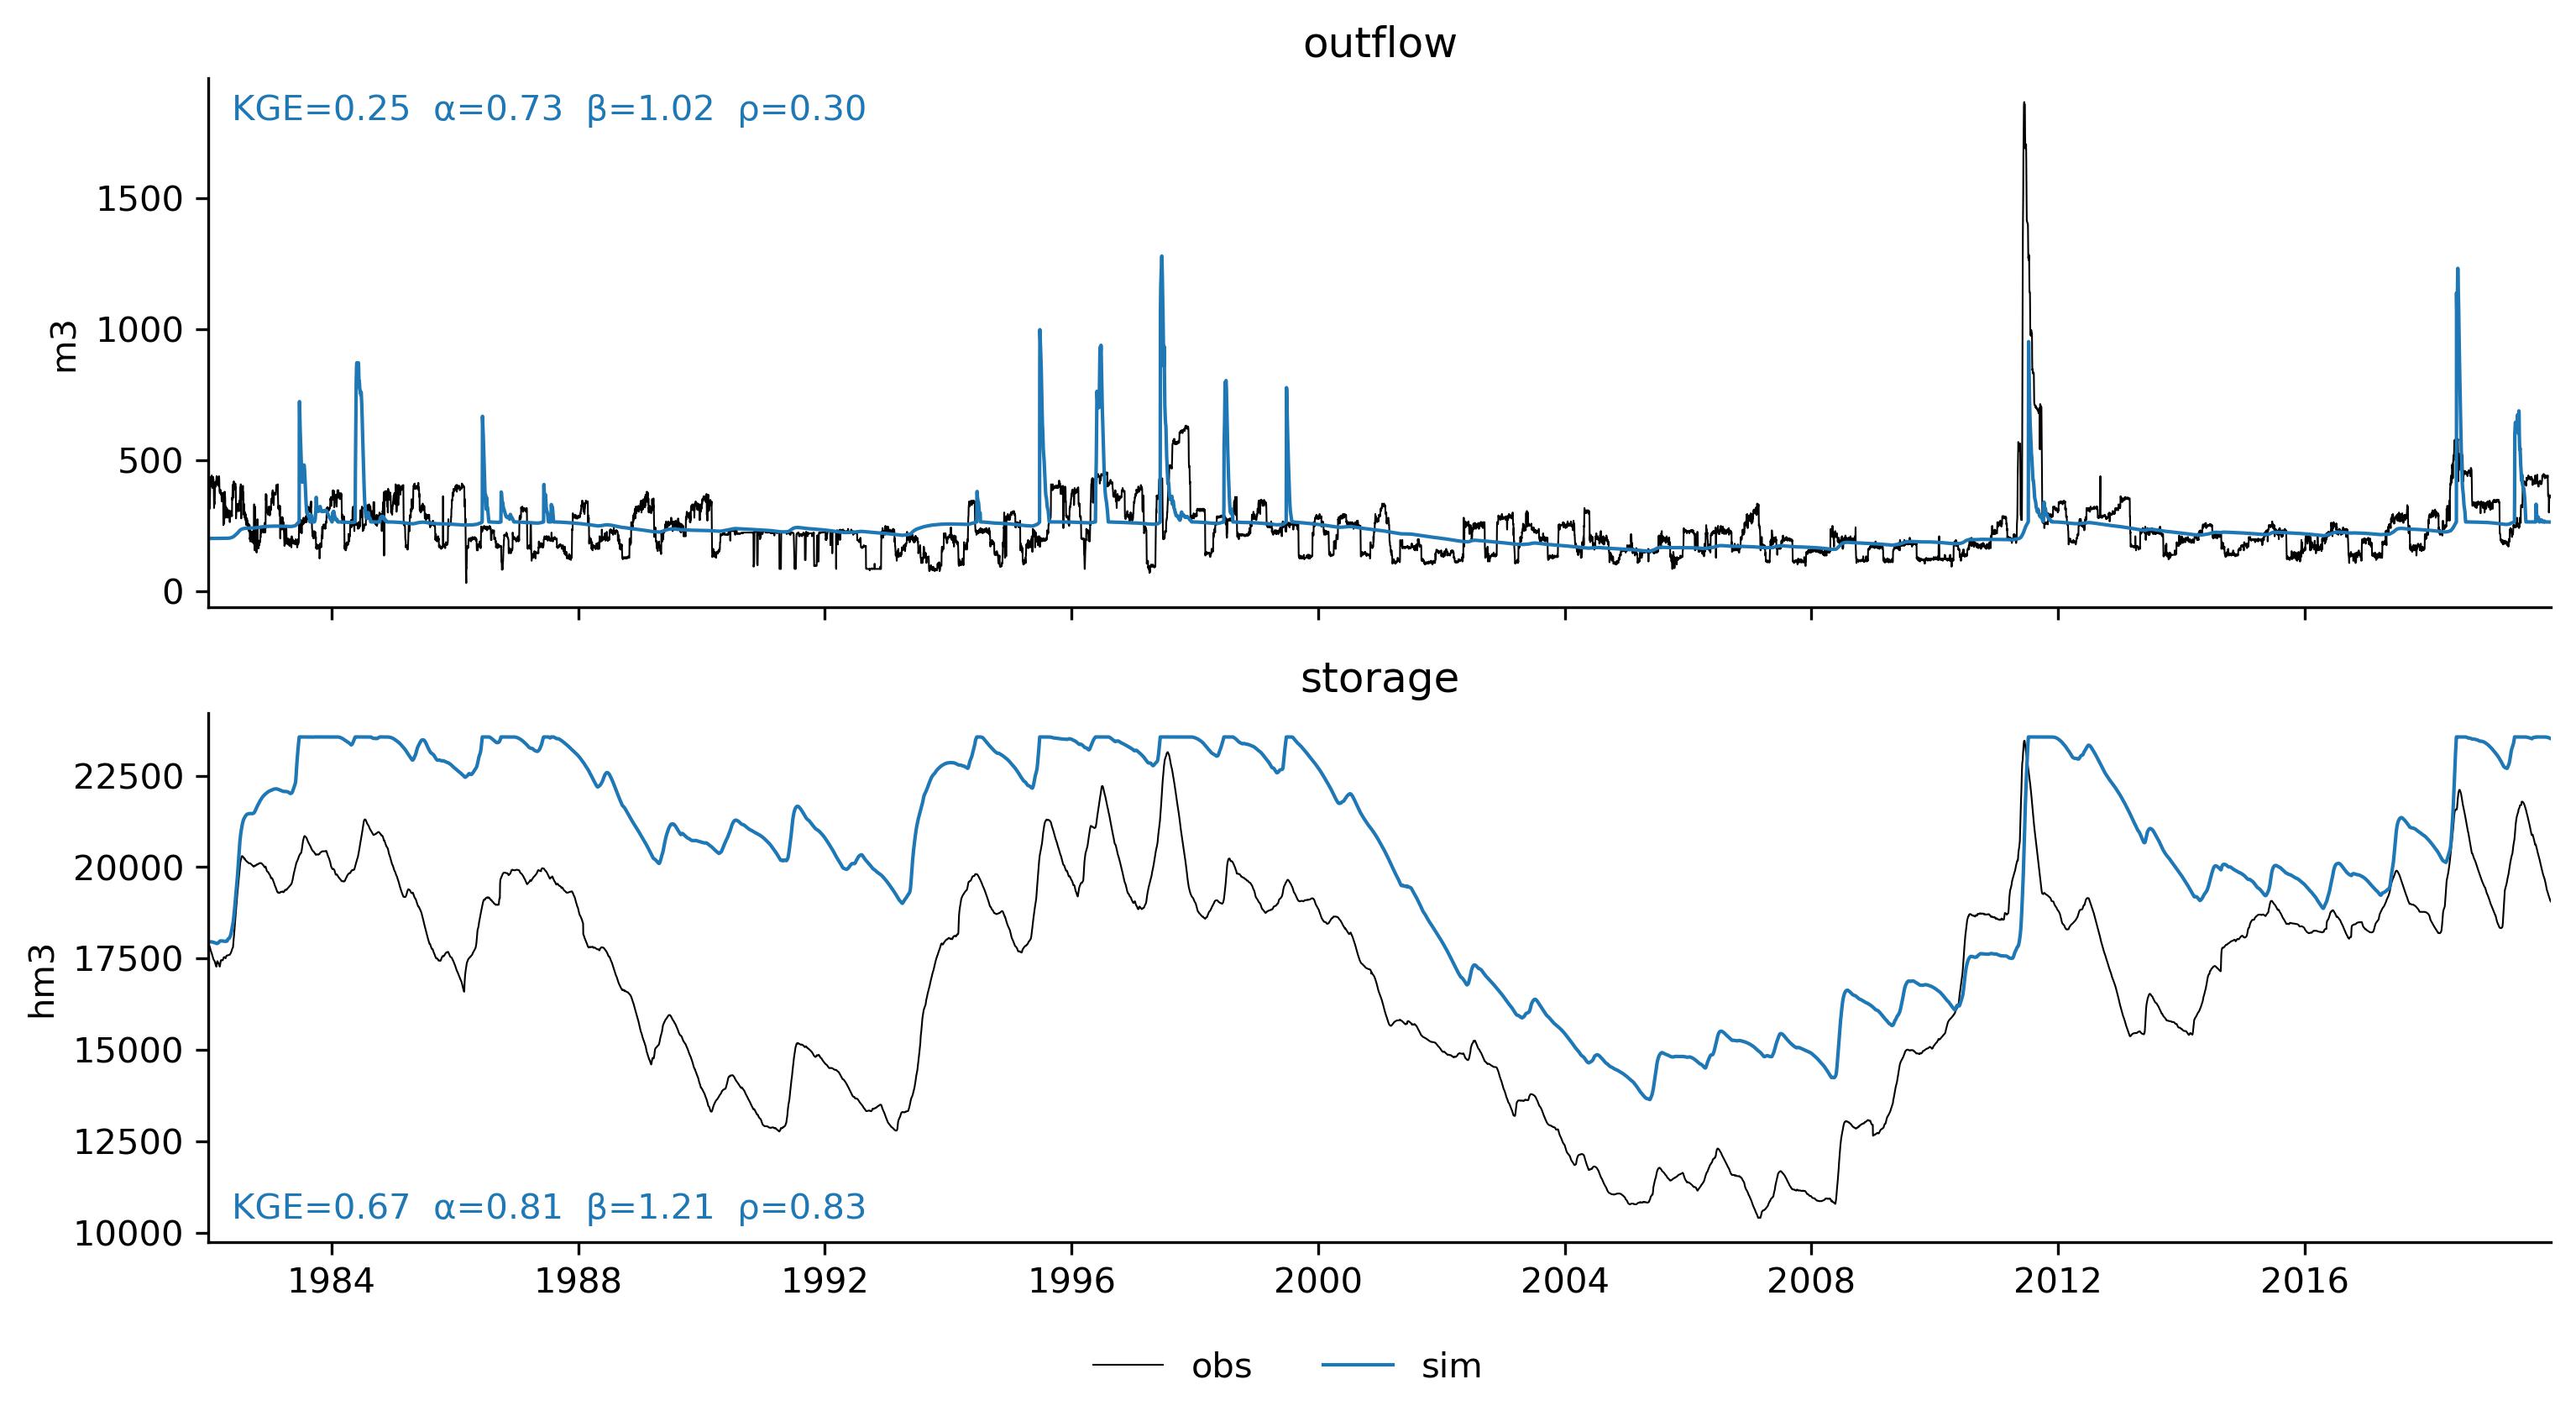 outflow
KGE=0.25 α=0.73 β=1.02 ρ=0.30
m3
1500
1000
500
0
storage
hm3
22500
20000
17500
15000
12500
10000
KGE=0.67 α=0.81 β=1.21 ρ=0.83
1984 1988 1992 1996 2000 2004 2008 2012 2016
obs sim